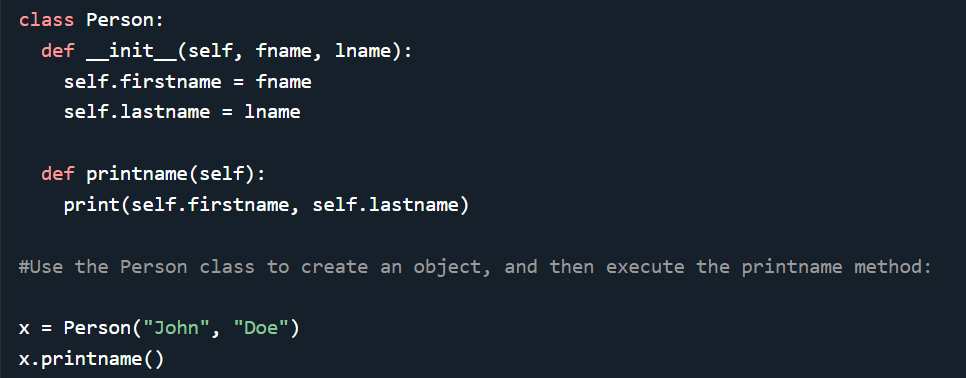 class Person:
  def __init__(self, fname, lname):
    self.firstname = fname
    self.lastname = lname

  def printname(self):
    print(self.firstname, self.lastname)

#Use the Person class to create an object, and then execute the printname method:

x = Person("John", "Doe")
x.printname()